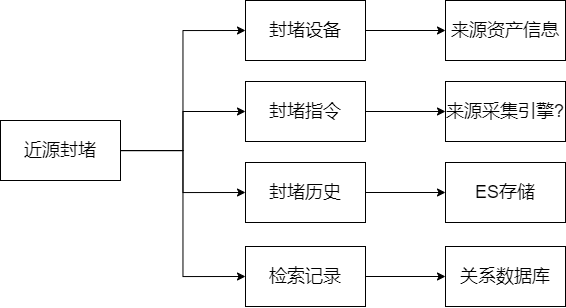 封堵设备
来源资产信息
封堵指令
来源采集引擎?
近源封堵
封堵历史
ES存储
检索记录
关系数据库